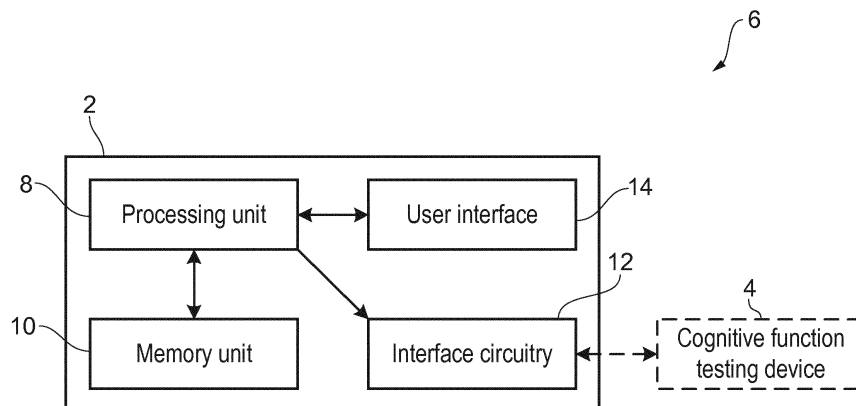 6
2
8
Processing unit
User interface
14
12
10
Memory unit
Interface circuitry
4
Cognitive function
testing device